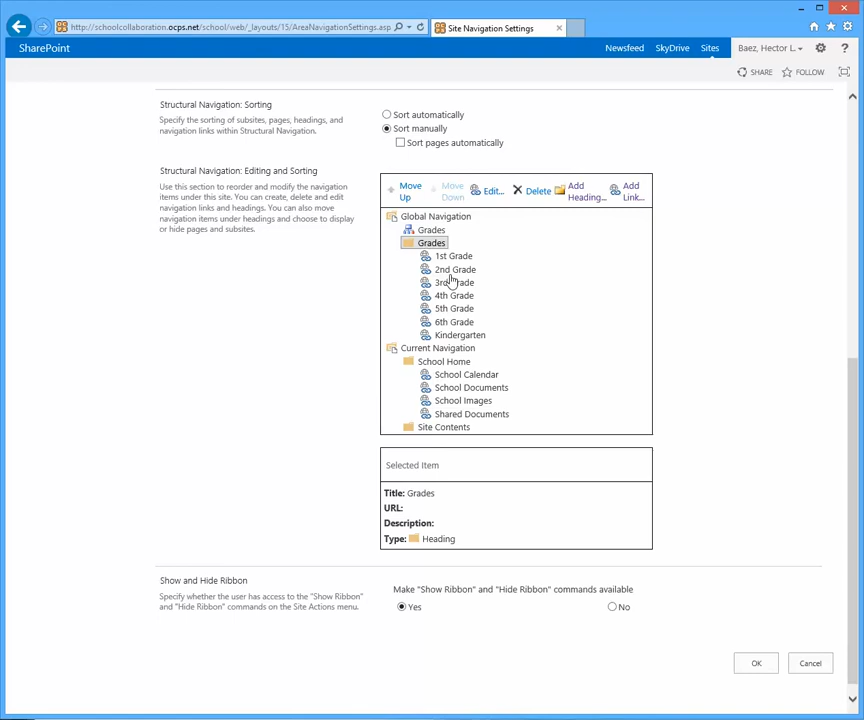 http://schoolcollaboration.ocps.net/school/web/_layouts/15/AreaNavigationSettings.asp
Site Navigation Settings
SharePoint
Newsfeed SkyDrive Sites Baez, Hector L. ?
SHARE FOLLOW
Structural Navigation: Sorting
Specify the sorting of subsites, pages, headings, and
navigation links within Structural Navigation.
Sort automatically
Sort manually
Sort pages automatically
Structural Navigation: Editing and Sorting
Use this section to reorder and modify the navigation
items under this site. You can create, delete and edit
navigation links and headings. You can also move
navigation items under headings and choose to display
or hide pages and subsites.
Move Up
Move Down
Edit...
Delete
Add Heading...
Add Link...
Global Navigation
Grades
Grades
1st Grade
2nd Grade
3rd Grade
4th Grade
5th Grade
6th Grade
Kindergarten
Current Navigation
School Home
School Calendar
School Documents
School Images
Shared Documents
Site Contents
Selected Item
Title: Grades
URL:
Description:
Type: Heading
Show and Hide Ribbon
Specify whether the user has access to the "Show Ribbon"
and "Hide Ribbon" commands on the Site Actions menu.
Make "Show Ribbon" and "Hide Ribbon" commands available
Yes No
OK Cancel